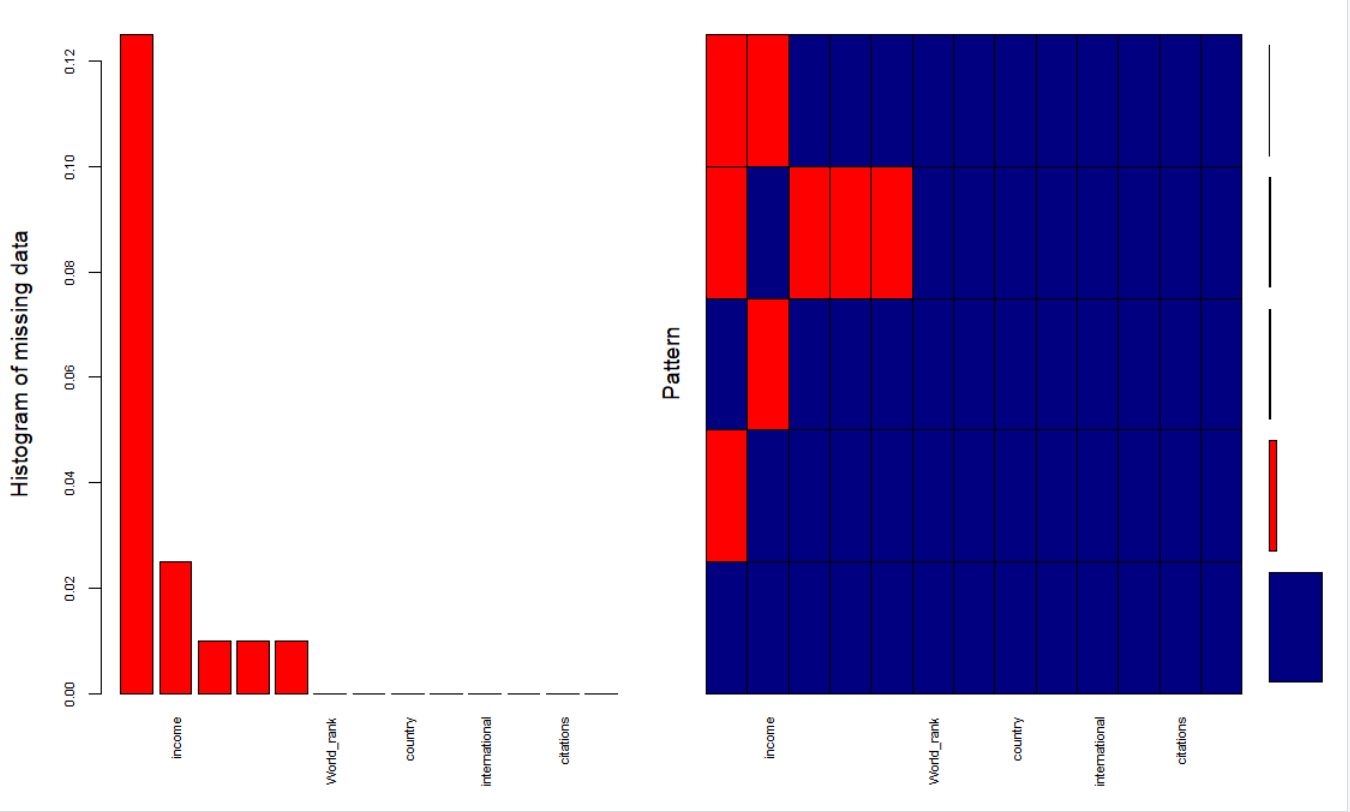 Histogram of missing data
0.12
0.10
0.08
0.06
0.04
0.02
0.00
income
World_rank
country
international
citations
Pattern
income
World_rank
country
international
citations